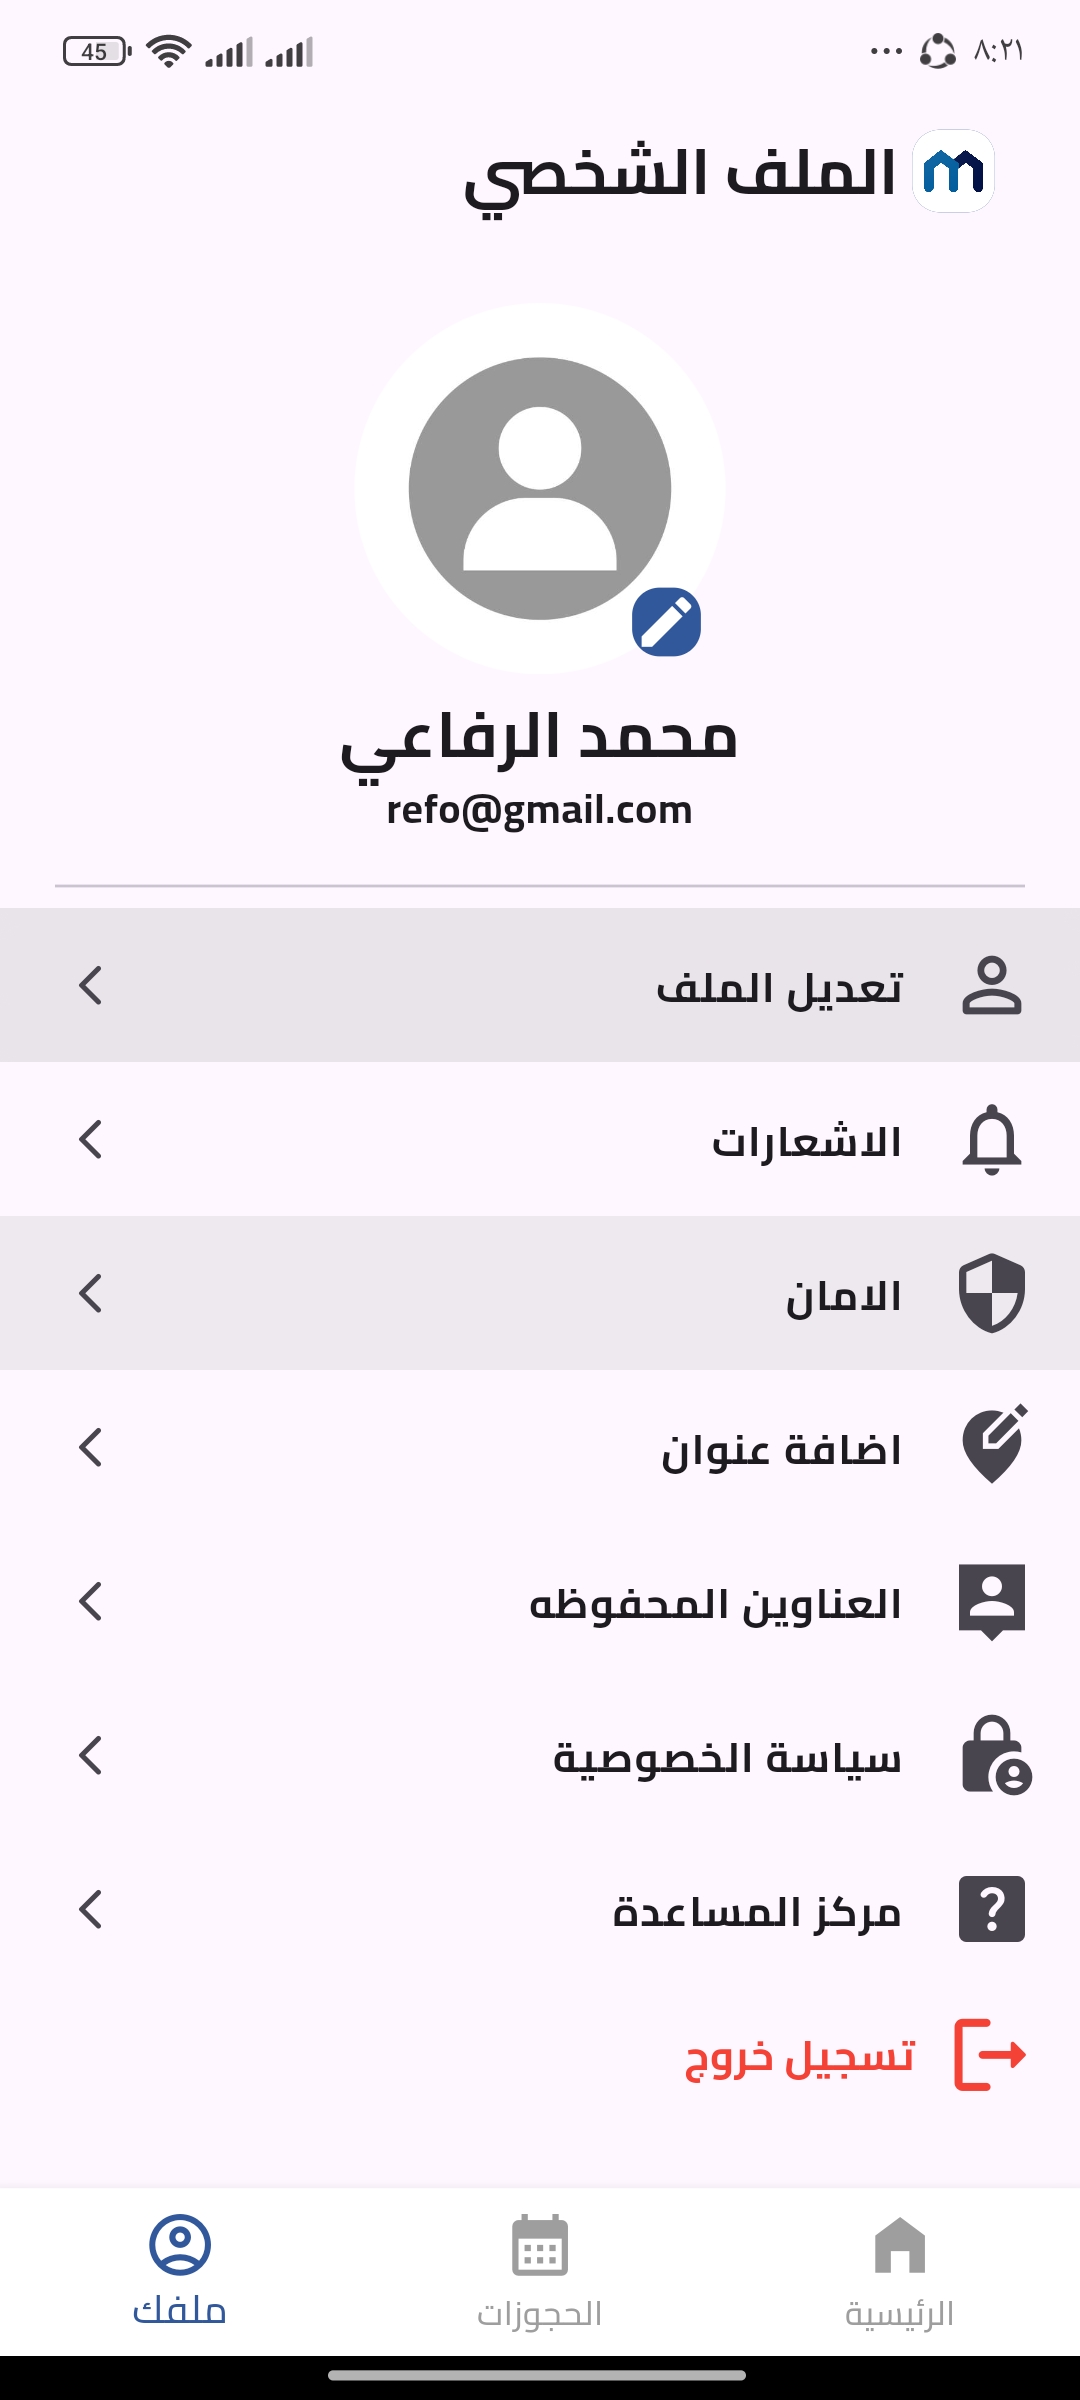 45
٨:٢١
الملف الشخصي
محمد الرفاعي
refo@gmail.com
تعديل الملف
الاشعارات
الامان
اضافة عنوان
العناوين المحفوظه
سياسة الخصوصية
مركز المساعدة
تسجيل خروج
الرئيسية
الحجوزات
ملفك